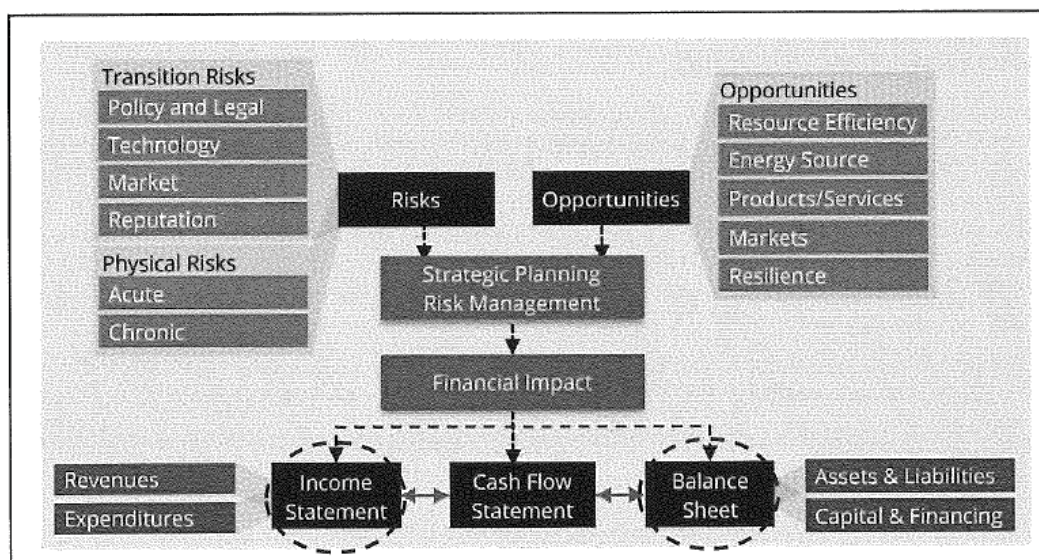 Transition Risks
Policy and Legal
Technology
Market
Reputation
Physical Risks
Acute
Chronic
Risks
Opportunities
Opportunities
Resource Efficiency
Energy Source
Products/Services
Markets
Resilience
Strategic Planning
Risk Management
Financial Impact
Revenues
Expenditures
Income
Statement
Cash Flow
Statement
Balance
Sheet
Assets & Liabilities
Capital & Financing